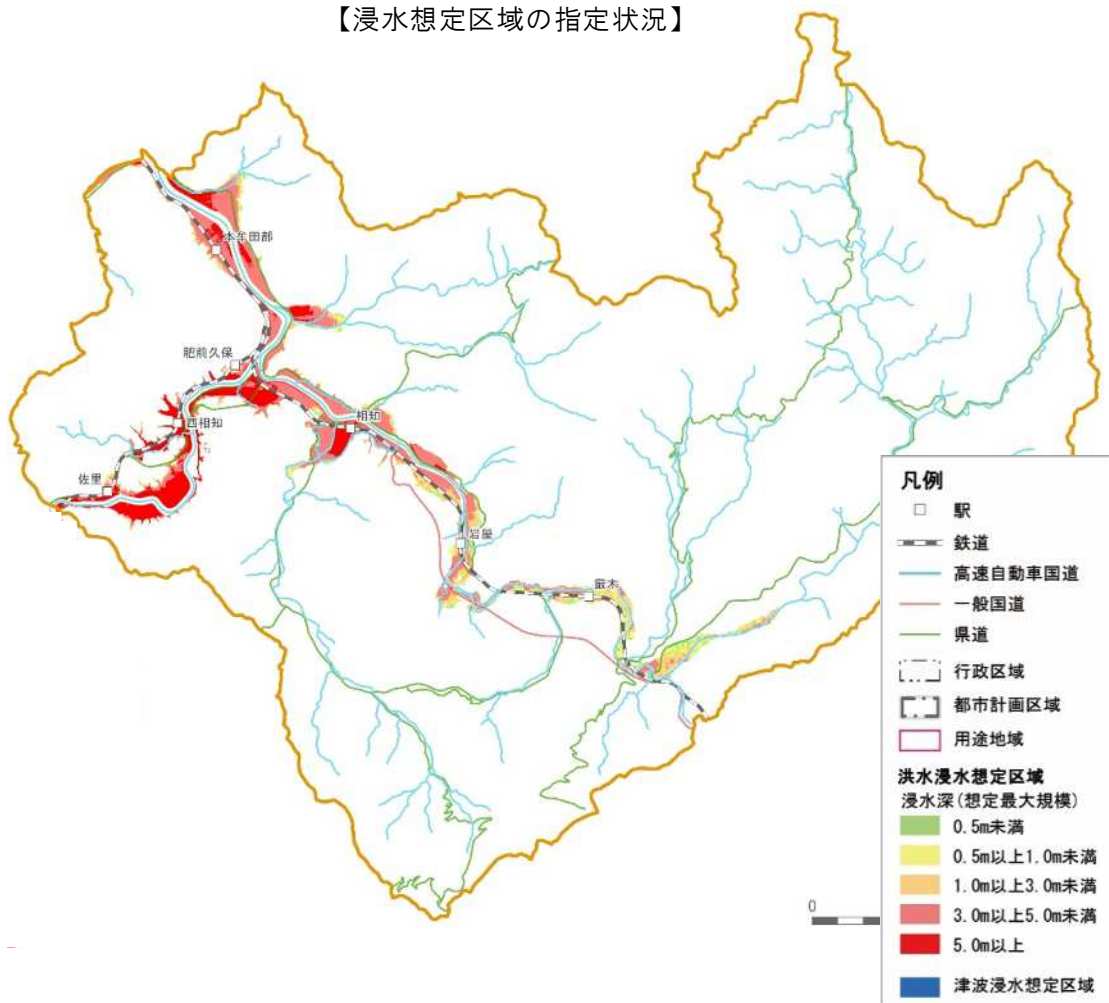 【浸水想定区域の指定状況】
本牟田部
肥前久保
西相知
相知
佐里
岩屋
厳木
凡例
駅
鉄道
高速自動車国道
一般国道
県道
行政区域
都市計画区域
用途地域
洪水浸水想定区域
浸水深(想定最大規模)
0.5m未満
0.5m以上1.0m未満
1.0m以上3.0m未満
3.0m以上5.0m未満
5.0m以上
津波浸水想定区域
0